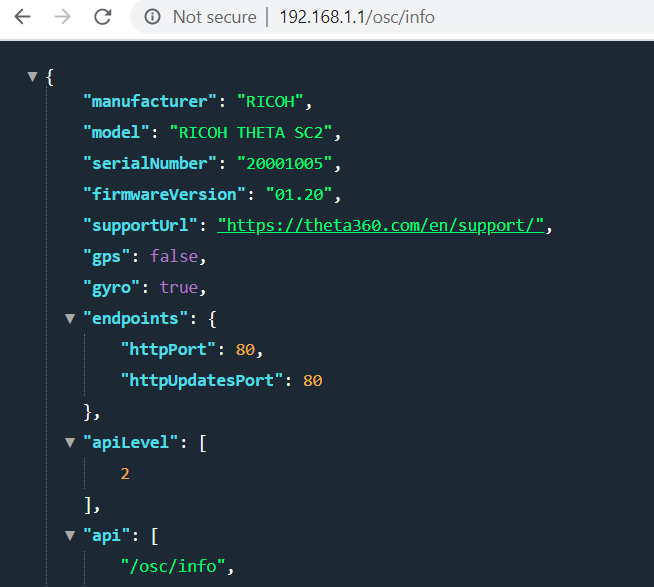 Not secure | 192.168.1.1/osc/info
{
"manufacturer": "RICOH",
"model": "RICOH THETA SC2",
"serialNumber": "20001005",
"firmwareVersion": "01.20",
"supportUrl": "https://theta360.com/en/support/",
"gps": false,
"gyro": true,
"endpoints": {
"httpPort": 80,
"httpUpdatesPort": 80
},
"apiLevel": [
2
],
"api": [
"/osc/info",